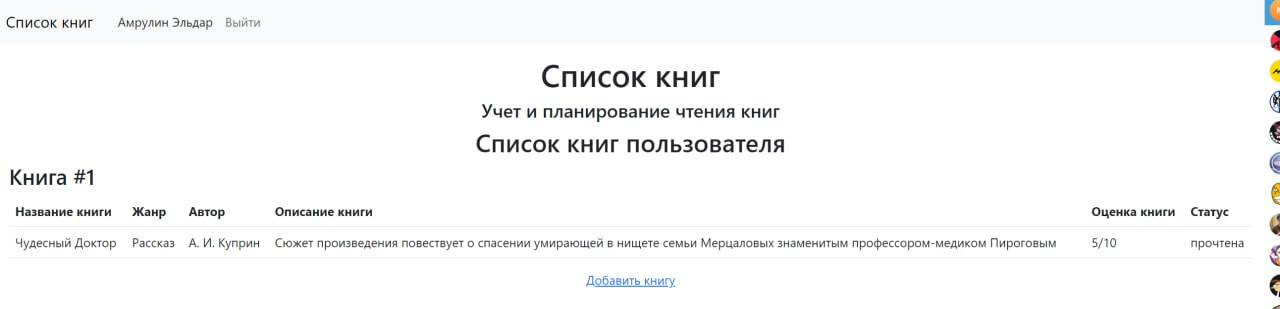 Список книг Амрулин Эльдар Выйти
Список книг
Учет и планирование чтения книг
Список книг пользователя
Книга #1
Название книги Жанр Автор Описание книги Оценка книги Статус
Чудесный Доктор Рассказ А. И. Куприн Сюжет произведения повествует о спасении умирающей в нищете семьи Мерцаловых знаменитым профессором-медиком Пироговым 5/10 прочтена
Добавить книгу